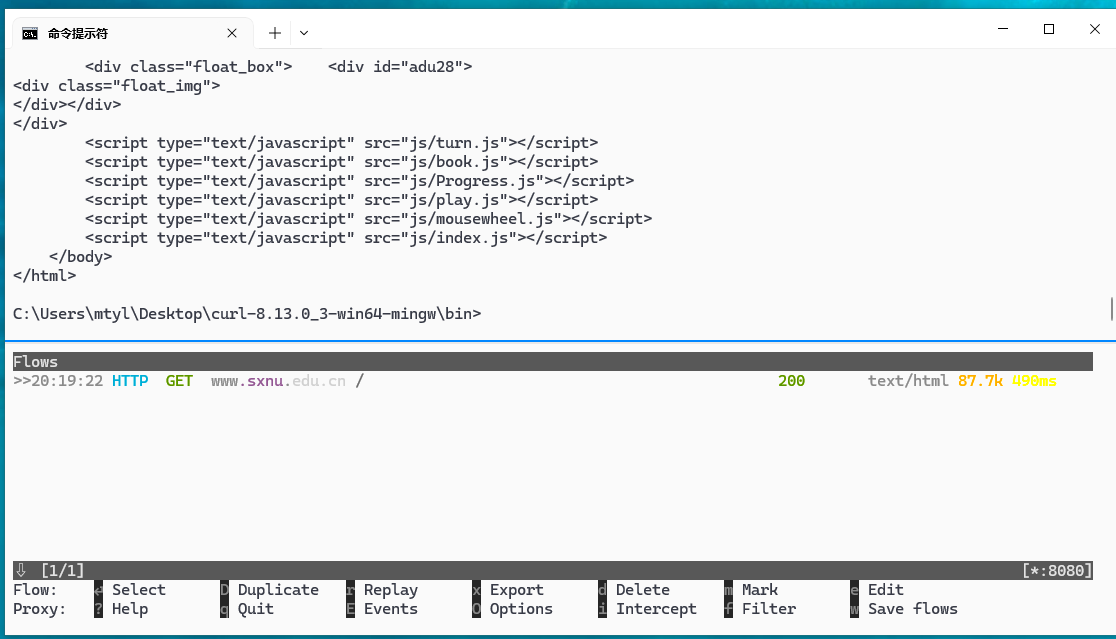 命令提示符
<div class="float_box">    <div id="adu28">
<div class="float_img">
</div></div>
</div>
<script type="text/javascript" src="js/turn.js"></script>
<script type="text/javascript" src="js/book.js"></script>
<script type="text/javascript" src="js/Progress.js"></script>
<script type="text/javascript" src="js/play.js"></script>
<script type="text/javascript" src="js/mousewheel.js"></script>
<script type="text/javascript" src="js/index.js"></script>
</body>
</html>
C:\Users\mtyl\Desktop\curl-8.13.0_3-win64-mingw\bin>
Flows
>>20:19:22 HTTP  GET  www.sxnu.edu.cn /  200  text/html 87.7k 490ms
⇩  [1/1]  [*:8080]
Flow:  ↵ Select  D Duplicate  r Replay  x Export  d Delete  m Mark  e Edit
Proxy:  ? Help  q Quit  E Events  O Options  i Intercept  f Filter  w Save flows